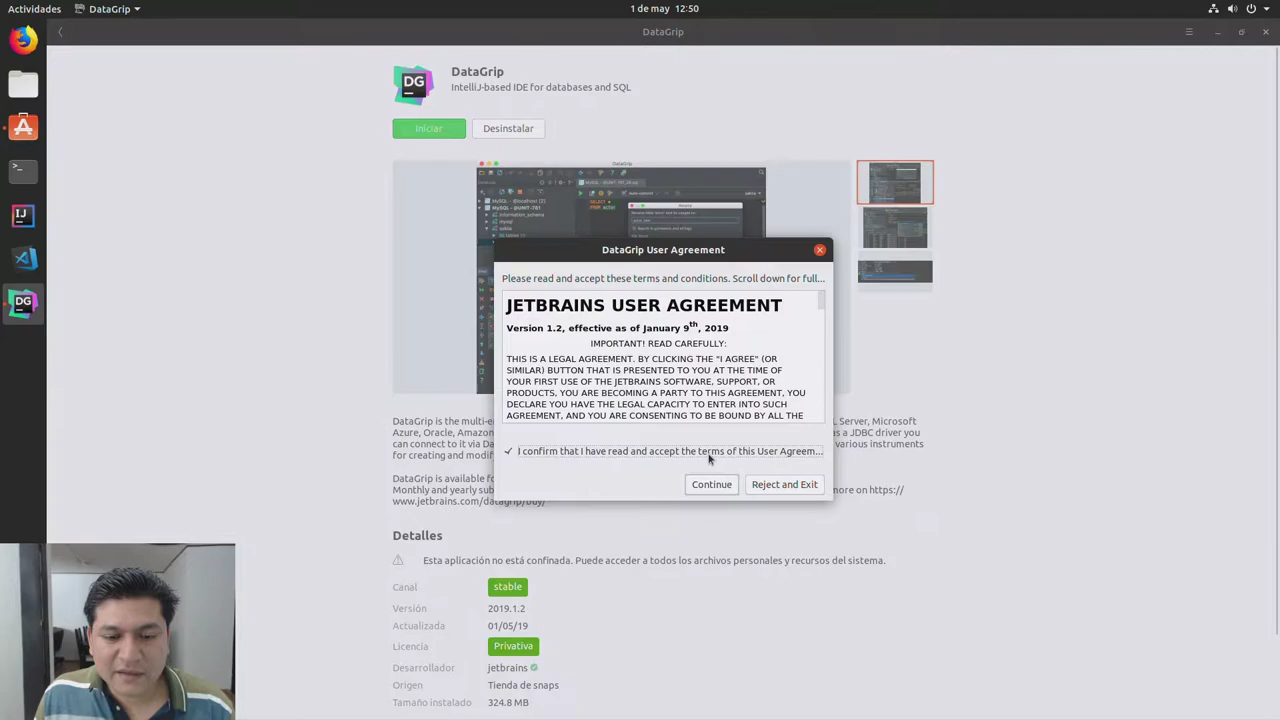 Actividades
DataGrip
1 de may 12:50
DataGrip
DG
DataGrip
IntelliJ-based IDE for databases and SQL
Iniciar
Desinstalar
DataGrip User Agreement
Please read and accept these terms and conditions. Scroll down for full...
JETBRAINS USER AGREEMENT
Version 1.2, effective as of January 9th, 2019
IMPORTANT! READ CAREFULLY:
THIS IS A LEGAL AGREEMENT. BY CLICKING THE "I AGREE" (OR
SIMILAR) BUTTON THAT IS PRESENTED TO YOU AT THE TIME OF
YOUR FIRST USE OF THE JETBRAINS SOFTWARE, SUPPORT, OR
PRODUCTS, YOU ARE BECOMING A PARTY TO THIS AGREEMENT, YOU
DECLARE YOU HAVE THE LEGAL CAPACITY TO ENTER INTO SUCH
AGREEMENT, AND YOU ARE CONSENTING TO BE BOUND BY ALL THE
I confirm that I have read and accept the terms of this User Agreem...
Continue
Reject and Exit
DataGrip is the multi-en
L Server, Microsoft
Azure, Oracle, Amazon
as a JDBC driver you
can connect to it via Da
various instruments
for creating and modif
DataGrip is available fo
Monthly and yearly sub
more on https://
www.jetbrains.com/datagrip/buy/
Detalles
Esta aplicación no está confinada. Puede acceder a todos los archivos personales y recursos del sistema.
Canal
stable
Versión
2019.1.2
Actualizada
01/05/19
Licencia
Privativa
Desarrollador
jetbrains
Origen
Tienda de snaps
Tamaño instalado
324.8 MB